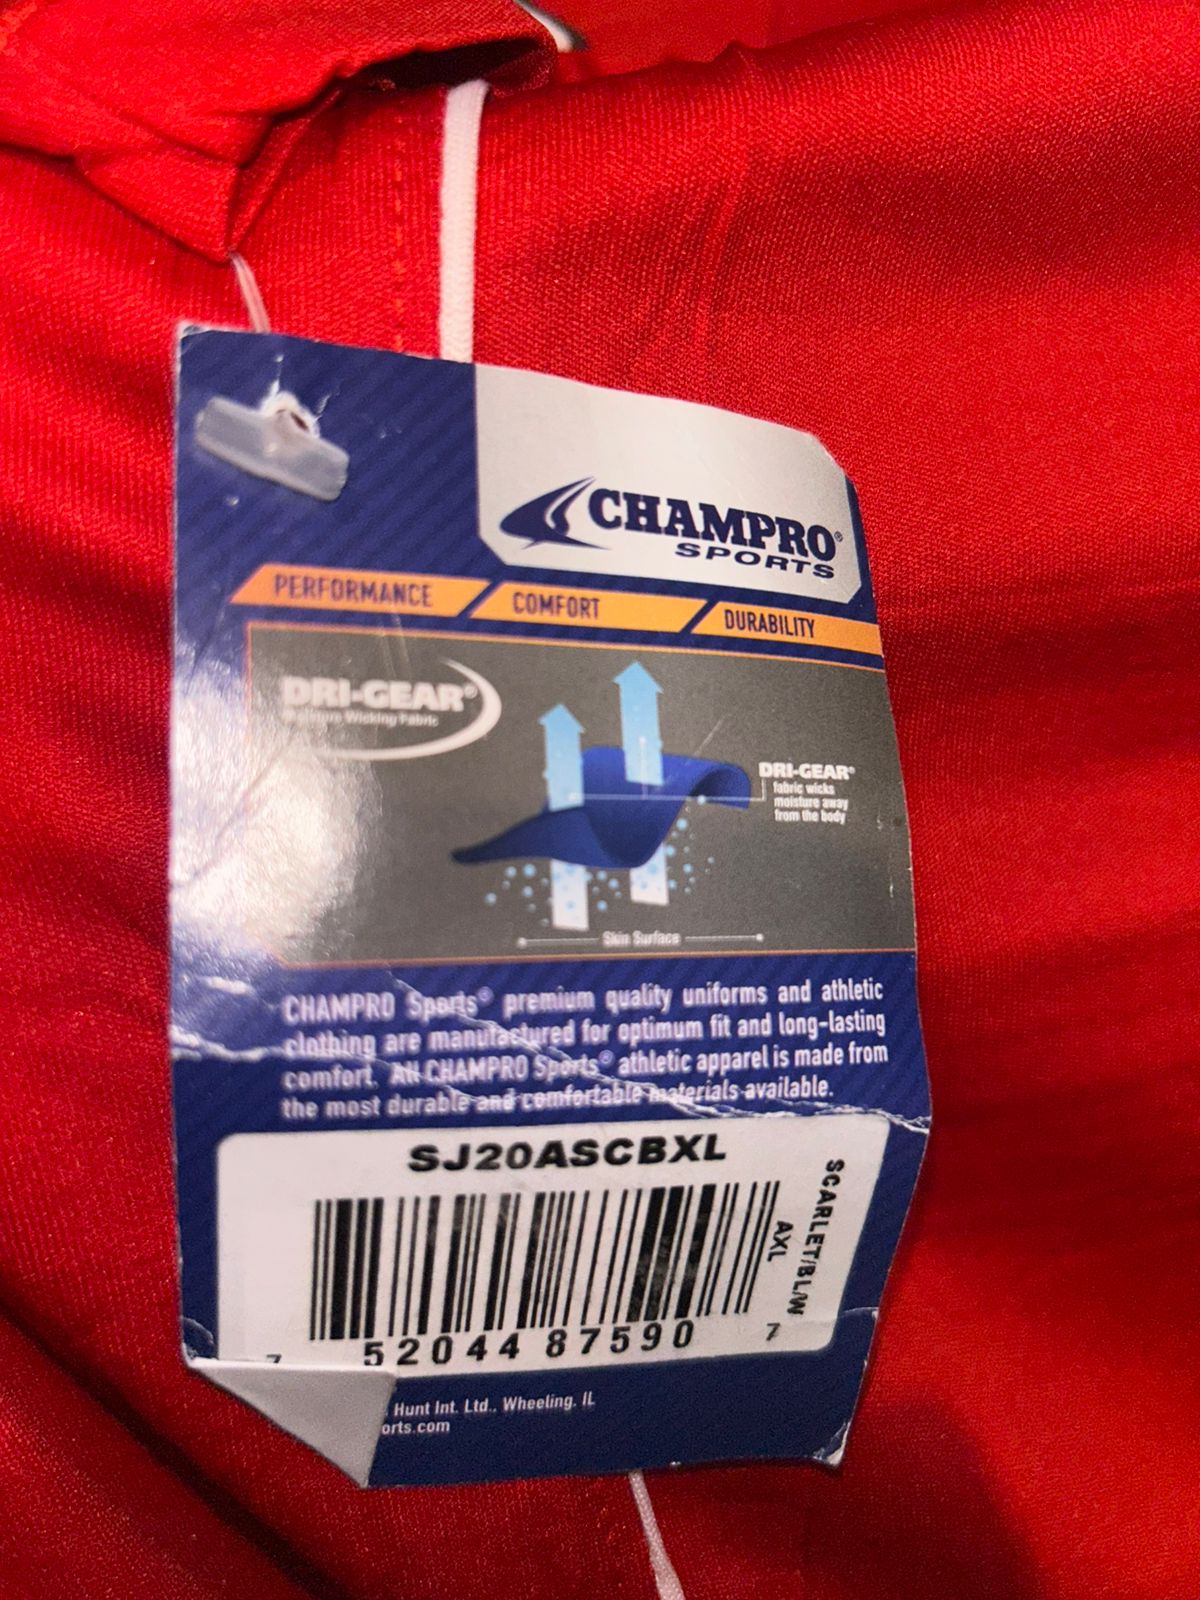 CHAMPRO®
SPORTS
PERFORMANCE
COMFORT
DURABILITY
DRI-GEAR®
Wicking Fabric
DRI-GEAR®
fabric wicks
moisture away
from the body
Skin Surface
CHAMPRO Sports® premium quality uniforms and athletic
clothing are manufactured for optimum fit and long-lasting
comfort. All CHAMPRO Sports® athletic apparel is made from
the most durable and comfortable materials available.
SJ20ASCBXL
SCARLET/BL/W
AXL
7 52044 87590 7
Hunt Int. Ltd., Wheeling, IL
orts.com